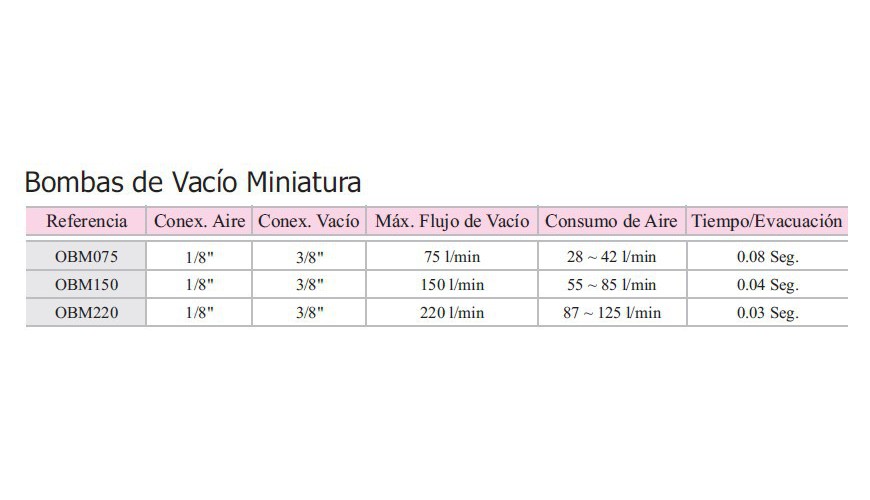 Bombas de Vacío Miniatura
Referencia Conex. Aire Conex. Vacío Máx. Flujo de Vacío Consumo de Aire Tiempo/Evacuación
OBM075 1/8" 3/8" 75 l/min 28 ~ 42 l/min 0.08 Seg.
OBM150 1/8" 3/8" 150 l/min 55 ~ 85 l/min 0.04 Seg.
OBM220 1/8" 3/8" 220 l/min 87 ~ 125 l/min 0.03 Seg.